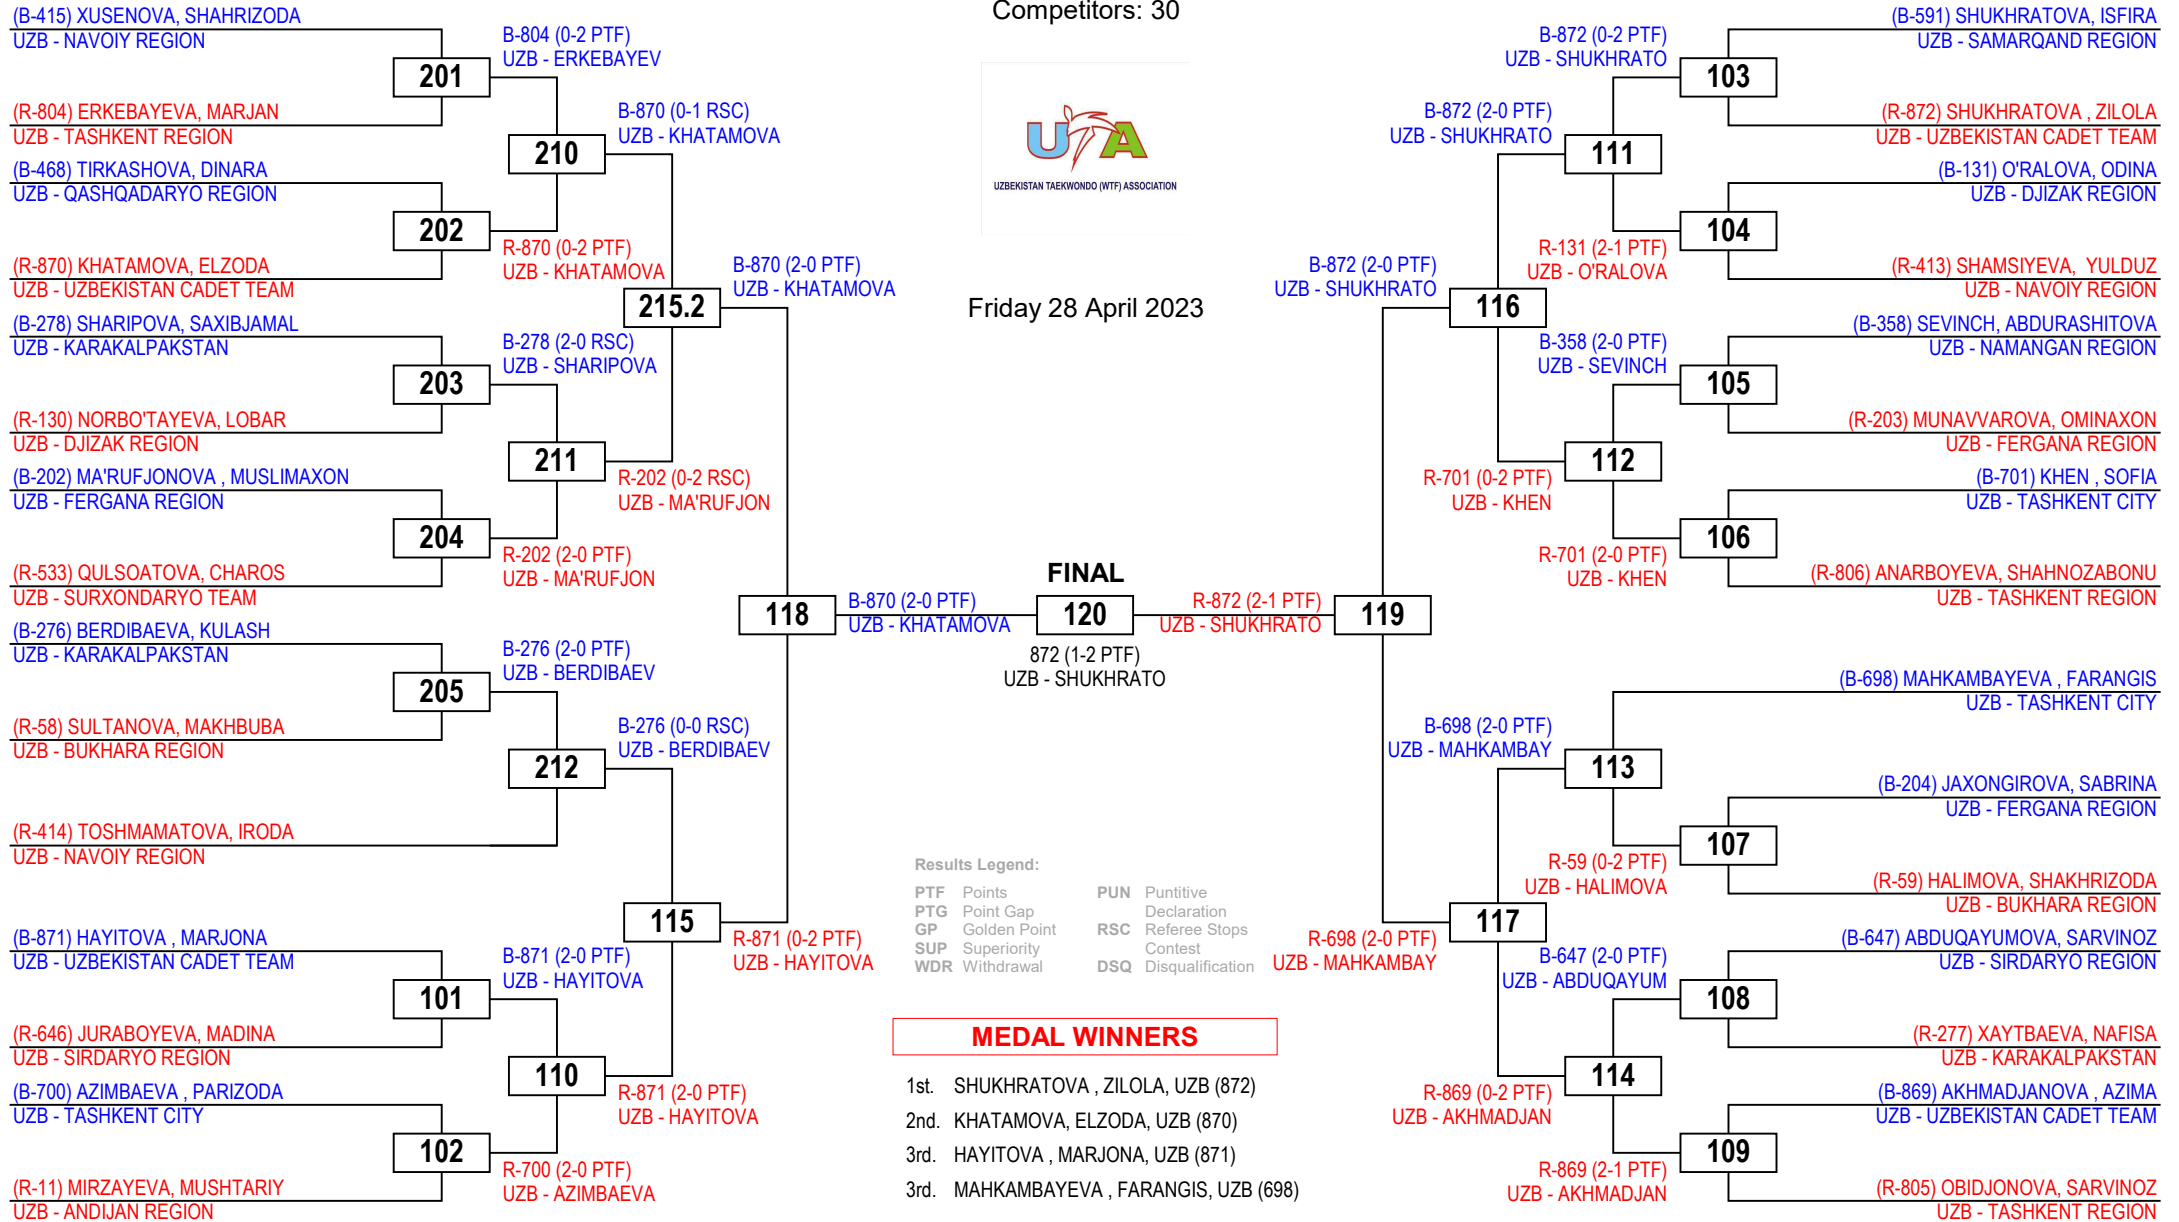 Competitors: 30
UTA
UZBEKISTAN TAEKWONDO (WTF) ASSOCIATION
Friday 28 April 2023
(B-415) XUSENOVA, SHAHRIZODA
UZB - NAVOIY REGION
201
(R-804) ERKEBAYEVA, MARJAN
UZB - TASHKENT REGION
(B-468) TIRKASHOVA, DINARA
UZB - QASHQADARYO REGION
202
(R-870) KHATAMOVA, ELZODA
UZB - UZBEKISTAN CADET TEAM
(B-278) SHARIPOVA, SAXIBJAMAL
UZB - KARAKALPAKSTAN
203
(R-130) NORBO'TAYEVA, LOBAR
UZB - DJIZAK REGION
(B-202) MA'RUFJONOVA , MUSLIMAXON
UZB - FERGANA REGION
204
(R-533) QULSOATOVA, CHAROS
UZB - SURXONDARYO TEAM
(B-276) BERDIBAEVA, KULASH
UZB - KARAKALPAKSTAN
205
(R-58) SULTANOVA, MAKHBUBA
UZB - BUKHARA REGION
(R-414) TOSHMAMATOVA, IRODA
UZB - NAVOIY REGION
(B-871) HAYITOVA , MARJONA
UZB - UZBEKISTAN CADET TEAM
101
(R-646) JURABOYEVA, MADINA
UZB - SIRDARYO REGION
(B-700) AZIMBAEVA , PARIZODA
UZB - TASHKENT CITY
102
(R-11) MIRZAYEVA, MUSHTARIY
UZB - ANDIJAN REGION
B-804 (0-2 PTF)
UZB - ERKEBAYEV
210
R-870 (0-2 PTF)
UZB - KHATAMOVA
B-278 (2-0 RSC)
UZB - SHARIPOVA
211
R-202 (2-0 PTF)
UZB - MA'RUFJON
B-276 (2-0 PTF)
UZB - BERDIBAEV
212
B-871 (2-0 PTF)
UZB - HAYITOVA
110
R-700 (2-0 PTF)
UZB - AZIMBAEVA
B-870 (0-1 RSC)
UZB - KHATAMOVA
215.2
R-202 (0-2 RSC)
UZB - MA'RUFJON
B-276 (0-0 RSC)
UZB - BERDIBAEV
115
R-871 (2-0 PTF)
UZB - HAYITOVA
B-870 (2-0 PTF)
UZB - KHATAMOVA
118
R-871 (0-2 PTF)
UZB - HAYITOVA
B-870 (2-0 PTF)
UZB - KHATAMOVA
FINAL
120
872 (1-2 PTF)
UZB - SHUKHRATO
R-872 (2-1 PTF)
UZB - SHUKHRATO
119
B-872 (2-0 PTF)
UZB - SHUKHRATO
116
R-698 (2-0 PTF)
UZB - MAHKAMBAY
117
B-872 (2-0 PTF)
UZB - SHUKHRATO
111
R-701 (0-2 PTF)
UZB - KHEN
112
B-698 (2-0 PTF)
UZB - MAHKAMBAY
113
R-869 (0-2 PTF)
UZB - AKHMADJAN
114
B-872 (0-2 PTF)
UZB - SHUKHRATO
103
R-131 (2-1 PTF)
UZB - O'RALOVA
104
B-358 (2-0 PTF)
UZB - SEVINCH
105
R-701 (2-0 PTF)
UZB - KHEN
106
R-59 (0-2 PTF)
UZB - HALIMOVA
107
B-647 (2-0 PTF)
UZB - ABDUQAYUM
108
R-869 (2-1 PTF)
UZB - AKHMADJAN
109
(B-591) SHUKHRATOVA, ISFIRA
UZB - SAMARQAND REGION
(R-872) SHUKHRATOVA , ZILOLA
UZB - UZBEKISTAN CADET TEAM
(B-131) O'RALOVA, ODINA
UZB - DJIZAK REGION
(R-413) SHAMSIYEVA, YULDUZ
UZB - NAVOIY REGION
(B-358) SEVINCH, ABDURASHITOVA
UZB - NAMANGAN REGION
(R-203) MUNAVVAROVA, OMINAXON
UZB - FERGANA REGION
(B-701) KHEN , SOFIA
UZB - TASHKENT CITY
(R-806) ANARBOYEVA, SHAHNOZABONU
UZB - TASHKENT REGION
(B-698) MAHKAMBAYEVA , FARANGIS
UZB - TASHKENT CITY
(B-204) JAXONGIROVA, SABRINA
UZB - FERGANA REGION
(R-59) HALIMOVA, SHAKHRIZODA
UZB - BUKHARA REGION
(B-647) ABDUQAYUMOVA, SARVINOZ
UZB - SIRDARYO REGION
(R-277) XAYTBAEVA, NAFISA
UZB - KARAKALPAKSTAN
(B-869) AKHMADJANOVA , AZIMA
UZB - UZBEKISTAN CADET TEAM
(R-805) OBIDJONOVA, SARVINOZ
UZB - TASHKENT REGION
Results Legend:
PTF Points
PTG Point Gap
GP Golden Point
SUP Superiority
WDR Withdrawal
PUN Puntitive
Declaration
RSC Referee Stops
Contest
DSQ Disqualification
MEDAL WINNERS
1st. SHUKHRATOVA , ZILOLA, UZB (872)
2nd. KHATAMOVA, ELZODA, UZB (870)
3rd. HAYITOVA , MARJONA, UZB (871)
3rd. MAHKAMBAYEVA , FARANGIS, UZB (698)